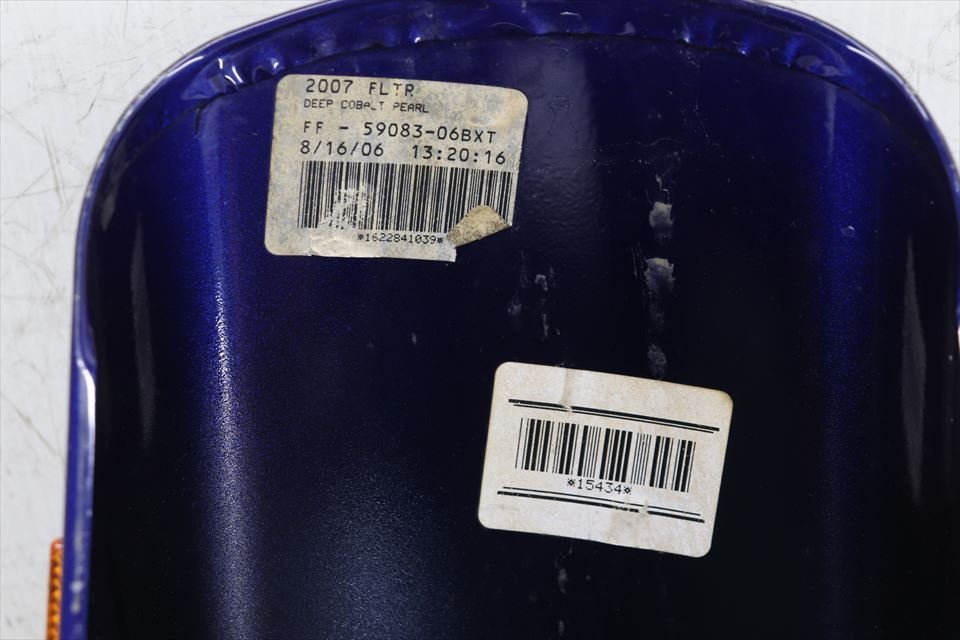 2007 FLTR
DEEP COBALT PEARL
FF - 59083-06BXT
8/16/06 13:20:16
*1622841039*
*15434*